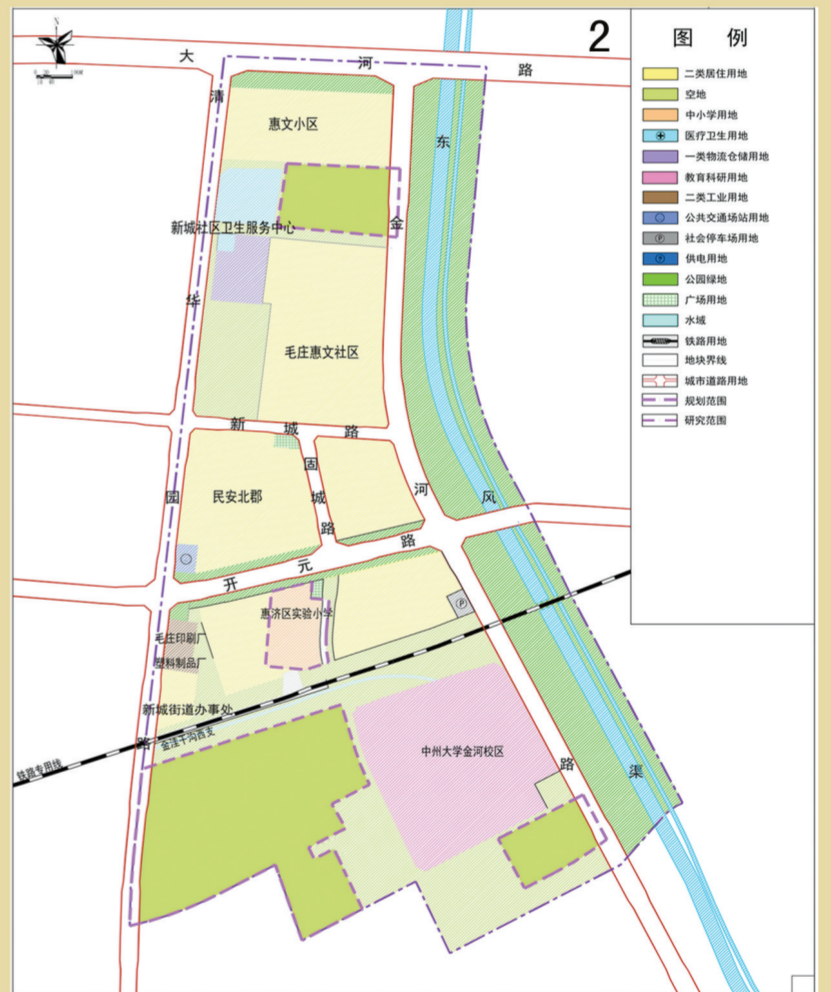 2
S
图 例
二类居住用地
空地
中小学用地
医疗卫生用地
一类物流仓储用地
教育科研用地
二类工业用地
公共交通场站用地
P 社会停车场用地
供电用地
公园绿地
广场用地
水域
铁路用地
地块界线
城市道路用地
规划范围
研究范围
大 河 路
清 华 园 路
惠文小区
东 风 渠
新城社区卫生服务中心
金 河 路
毛庄惠文社区
新 城 路
固 城 路
民安北郡
开 元 路
惠济区实验小学
P
毛庄印刷厂
塑料制品厂
新城街道办事处
金洼干沟西支
铁路专用线
中州大学金河校区